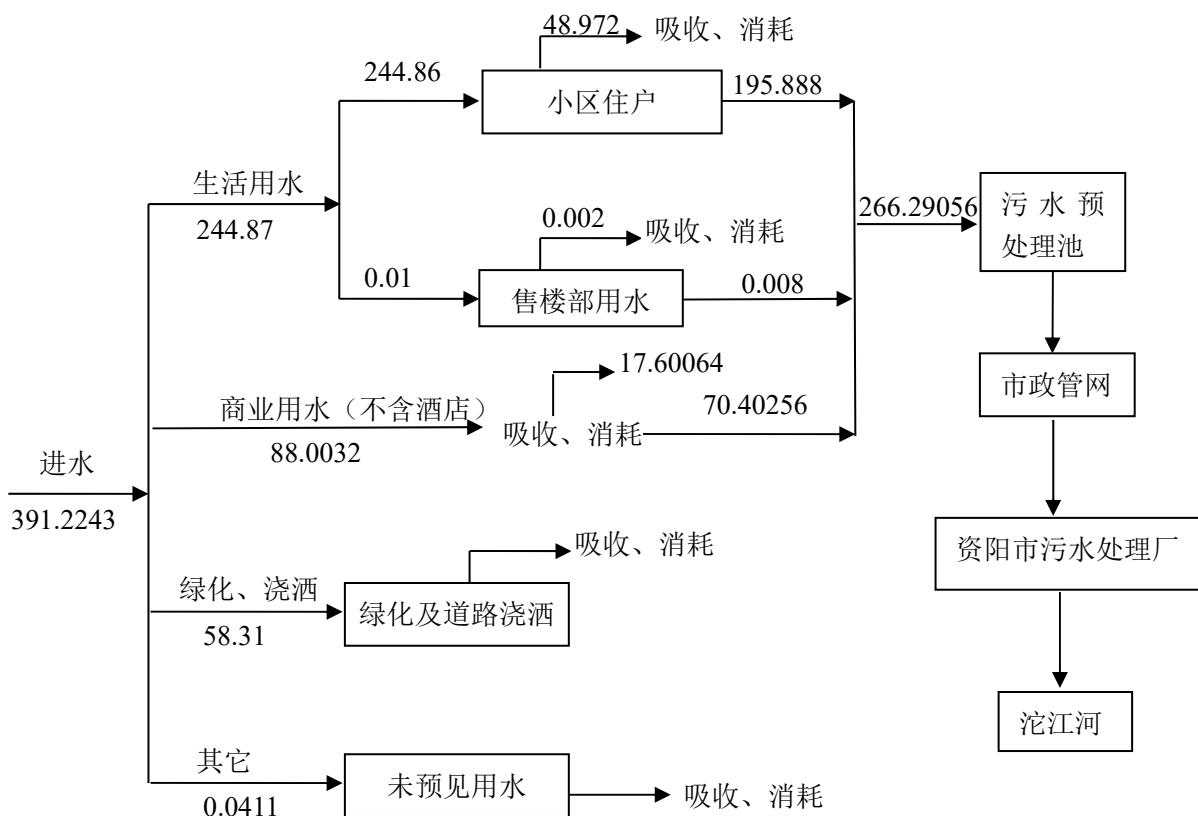 48.972
吸收、消耗
244.86
小区住户
195.888
生活用水
244.87
0.002
吸收、消耗
0.01
售楼部用水
0.008
266.29056
污水预
处理池
市政管网
17.60064
商业用水（不含酒店）
88.0032
吸收、消耗
70.40256
进水
391.2243
资阳市污水处理厂
吸收、消耗
绿化、浇洒
58.31
绿化及道路浇洒
沱江河
其它
0.0411
未预见用水
吸收、消耗